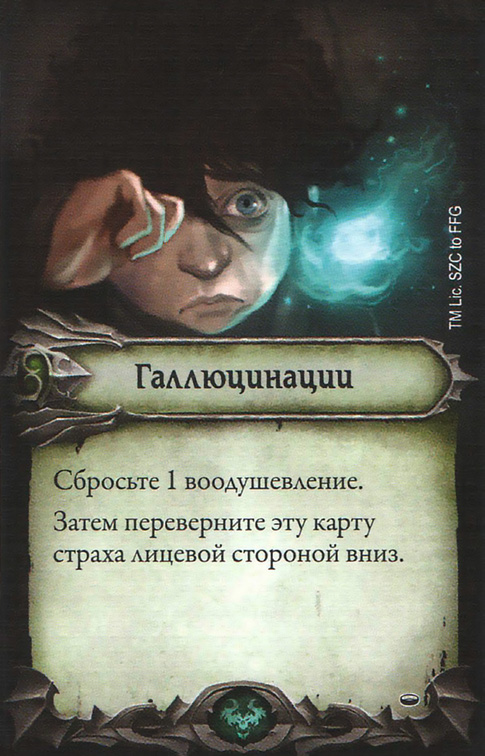 TM Lic. SZC to FFG
Галлюцинации
Сбросьте 1 воодушевление.
Затем переверните эту карту
страха лицевой стороной вниз.